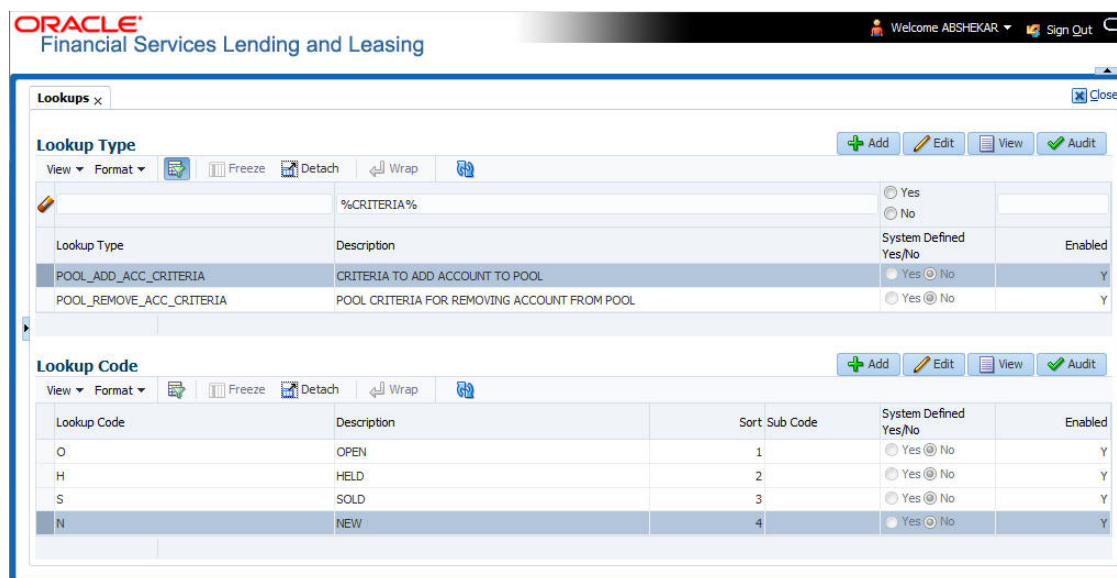 ORACLE
Financial Services Lending and Leasing
Welcome ABSHEKAR Sign Out
Lookups x Close
Lookup Type Add Edit View Audit
View Format Freeze Detach Wrap
%CRITERIA% Yes
No
Lookup Type Description System Defined Yes/No Enabled
POOL_ADD_ACC_CRITERIA CRITERIA TO ADD ACCOUNT TO POOL Yes No Y
POOL_REMOVE_ACC_CRITERIA POOL CRITERIA FOR REMOVING ACCOUNT FROM POOL Yes No Y
Lookup Code Add Edit View Audit
View Format Freeze Detach Wrap
Lookup Code Description Sort Sub Code System Defined Yes/No Enabled
O OPEN 1 Yes No Y
H HELD 2 Yes No Y
S SOLD 3 Yes No Y
N NEW 4 Yes No Y